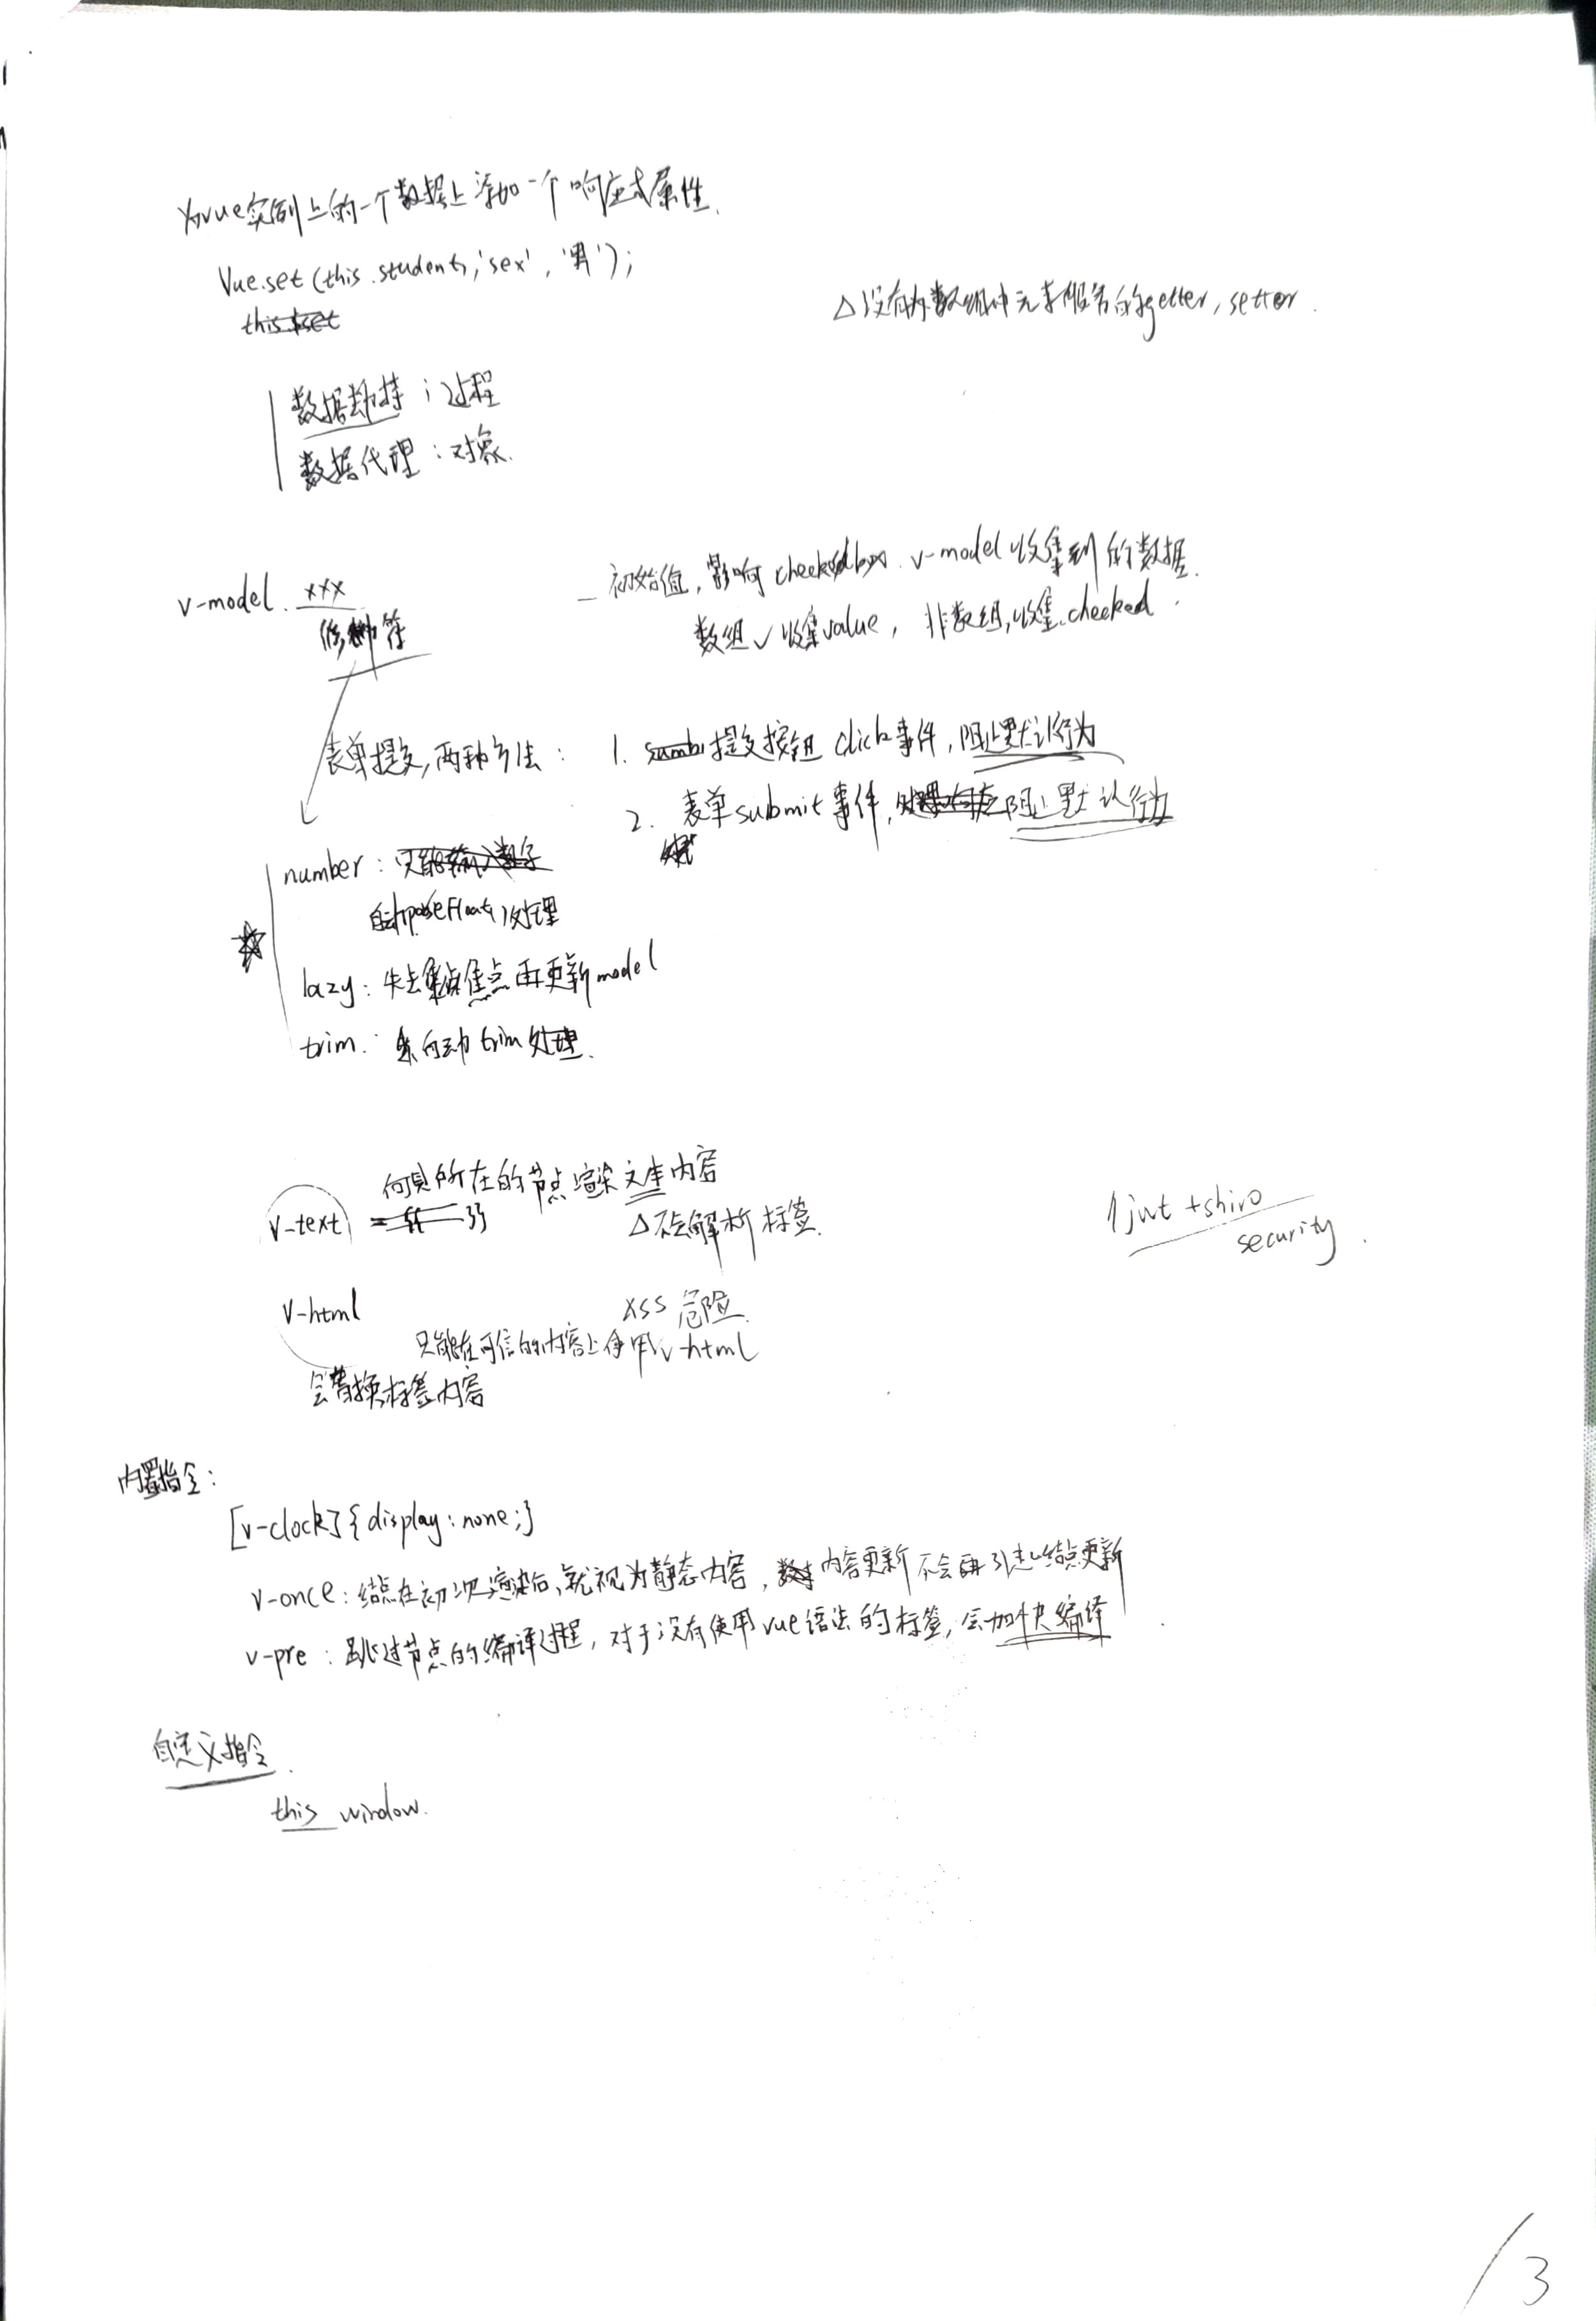 为vue实例上的一个数据上添加一个响应式属性.
Vue.set(this.student,'sex','男');
△没有为数组中元素服务的getter, setter.
数据劫持:过程
数据代理:对象.
v-model.xxx
修饰符
初始值,影响checkedbox v-model收集到的数据.
数组✓收集value, 非数组,收集checked.
表单提交,两种方法: 1. 提交按钮click事件,阻止默认行为
2. 表单submit事件,阻止默认行为
number:
自动parseFloat()处理
lazy:失去焦点再更新model
trim. 自动trim处理.
向其所在的节点渲染文本内容
v-text △不会解析标签.
jwt + shiro
security.
v-html XSS 危险.
只能在可信的内容上使用v-html
会替换标签内容
内置指令:
[v-clock]{display:none;}
v-once:结点在初次渲染后,就视为静态内容,内容更新不会再引起结点更新
v-pre:跳过节点的编译过程,对于没有使用vue语法的标签,会加快编译
自定义指令.
this window.
/3